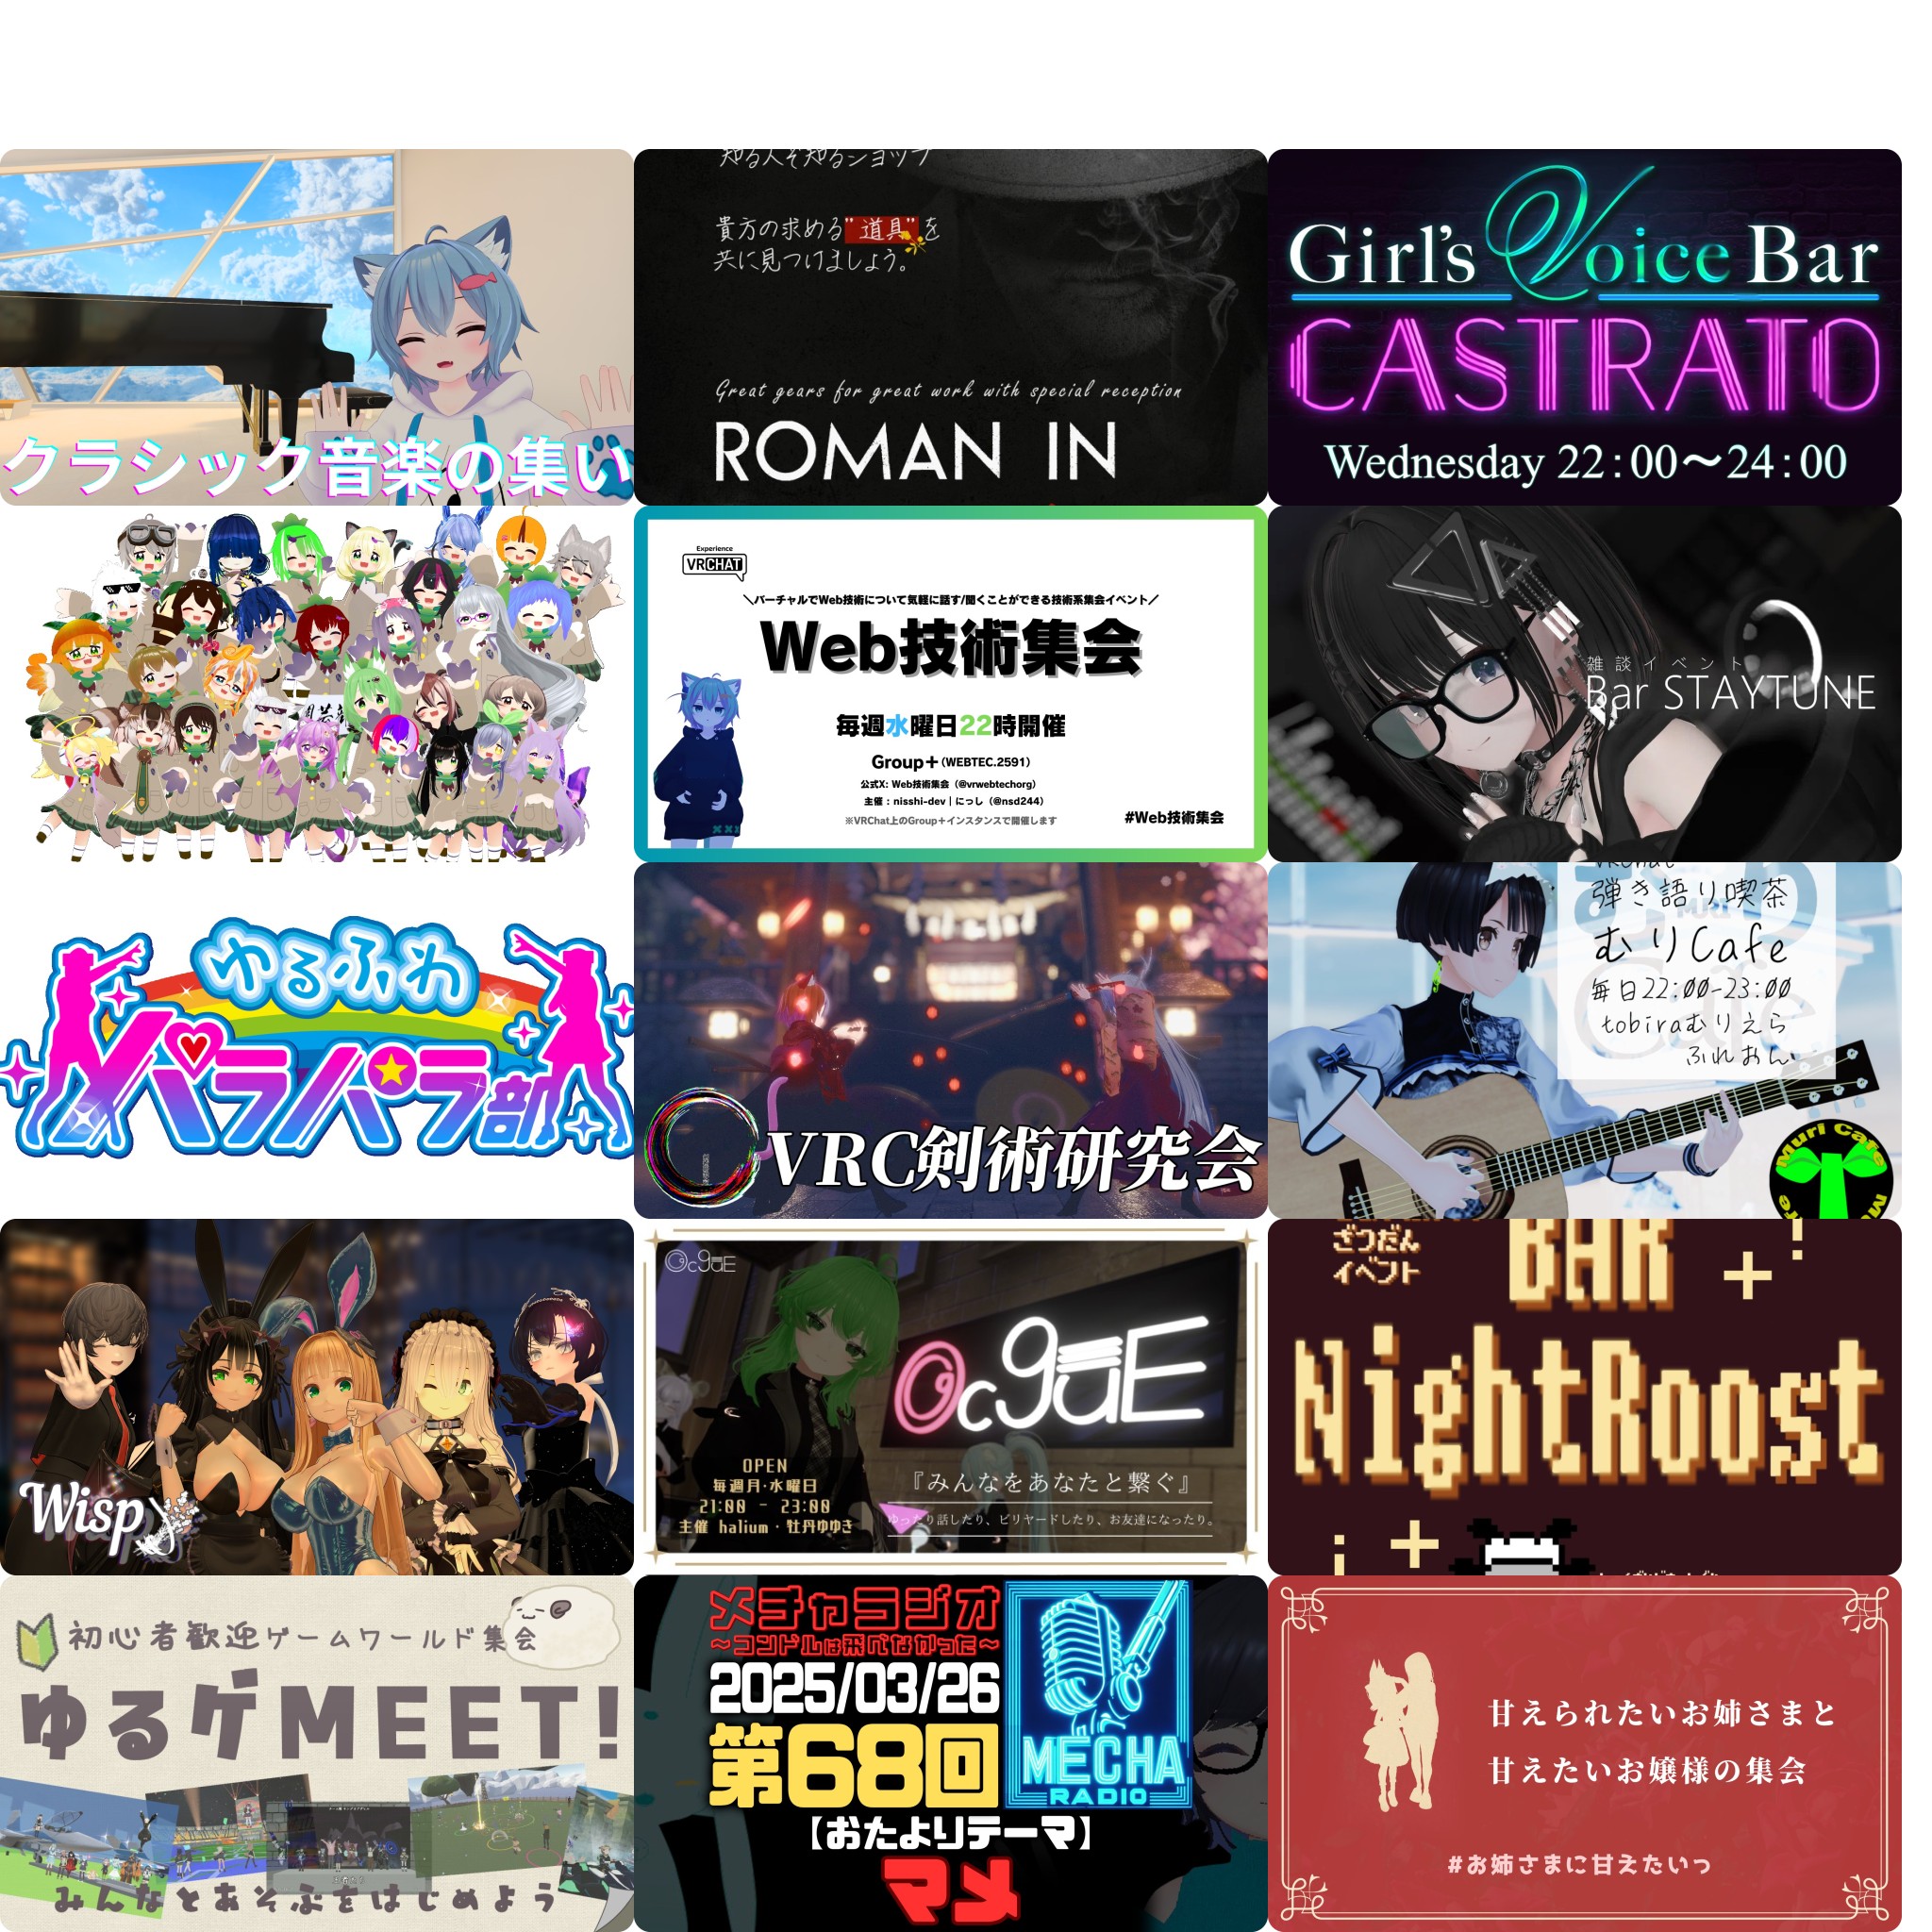 クラシック音楽の集い
知る人ぞ知るショップ
貴方の求める"道具"を
共に見つけましょう。
Great gears for great work with special reception
ROMAN IN
Girl's Voice Bar
CASTRATO
Wednesday 22:00〜24:00
Experience
VRCHAT
＼バーチャルでWeb技術について気軽に話す/聞くことができる技術系集会イベント／
Web技術集会
毎週水曜日22時開催
Group+(WEBTEC.2591)
公式X: Web技術集会（@vrwebtechorg）
主催 : nisshi-dev｜にっし（@nsd244）
※VRChat上のGroup+インスタンスで開催します
#Web技術集会
雑談イベント
Bar STAYTUNE
ゆるふわ
パラパラ部
VRC剣術研究会
VRChat
弾き語り喫茶
むりCafe
毎日22:00-23:00
tobiraむりえら
ふれおん
Muri Cafe
Wisp
OcguE
OcguE
OPEN
毎週月・水曜日
21:00 - 23:00
主催 halium・牡丹ゆゆき
『みんなをあなたと繋ぐ』
ゆったり話したり、ビリヤードしたり、お友達になったり。
ざつだん
イベント
BAR
NightRoost
初心者歓迎ゲームワールド集会
ゆるゲMEET!
みんなとあそぶをはじめよう
メチャラジオ
～コンドルは飛べなかった～
2025/03/26
第68回
MECHA
RADIO
【おたよりテーマ】
マメ
甘えられたいお姉さまと
甘えたいお嬢様の集会
#お姉さまに甘えたいっ